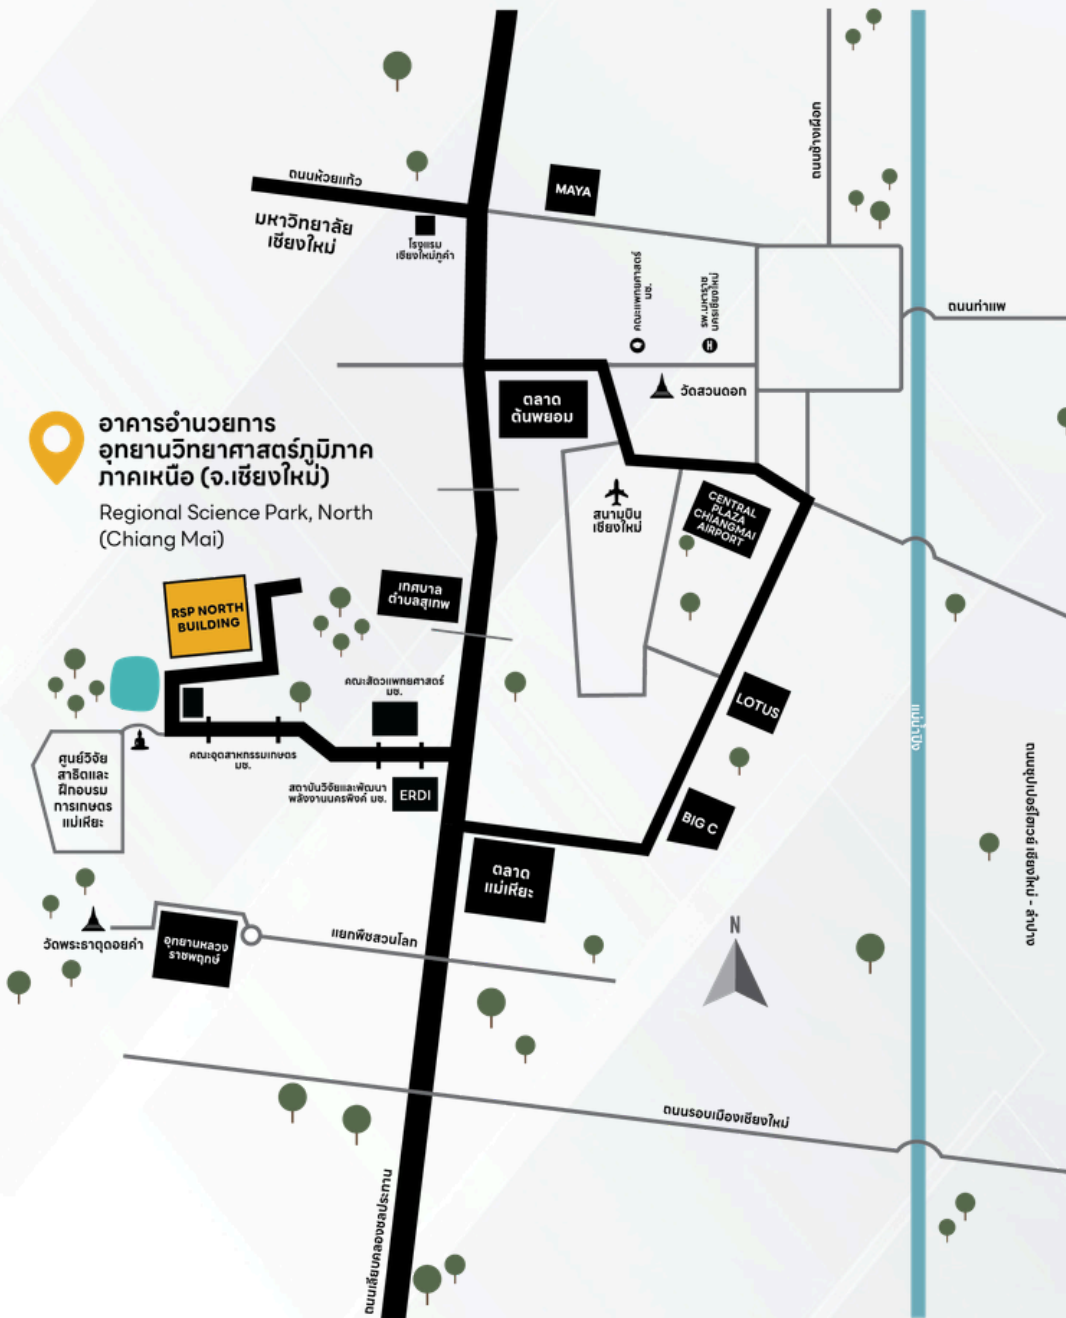 ถนนห้วยแก้ว
มหาวิทยาลัย
เชียงใหม่
โรงแรม
เชียงใหม่ภูคำ
MAYA
ถนนช้างเผือก
คณะแพทยศาสตร์
มช.
รพ.มหาราช
นครเชียงใหม่
H
ถนนท่าแพ
วัดสวนดอก
ตลาด
ต้นพยอม
อาคารอำนวยการ
อุทยานวิทยาศาสตร์ภูมิภาค
ภาคเหนือ (จ.เชียงใหม่)
Regional Science Park, North
(Chiang Mai)
สนามบิน
เชียงใหม่
CENTRAL
PLAZA
CHIANGMAI
AIRPORT
RSP NORTH
BUILDING
เทศบาล
ตำบลสุเทพ
คณะสัตวแพทยศาสตร์
มช.
LOTUS
แม่น้ำปิง
คณะอุตสาหกรรมเกษตร
มช.
ศูนย์วิจัย
สาธิตและ
ฝึกอบรม
การเกษตร
แม่เหียะ
สถาบันวิจัยและพัฒนา
พลังงานนครพิงค์ มช.
ERDI
BIG C
ถนนซุปเปอร์ไฮเวย์ เชียงใหม่ - ลำปาง
ตลาด
แม่เหียะ
วัดพระธาตุดอยคำ
อุทยานหลวง
ราชพฤกษ์
แยกพืชสวนโลก
N
ถนนรอบเมืองเชียงใหม่
ถนนเลียบคลองชลประทาน